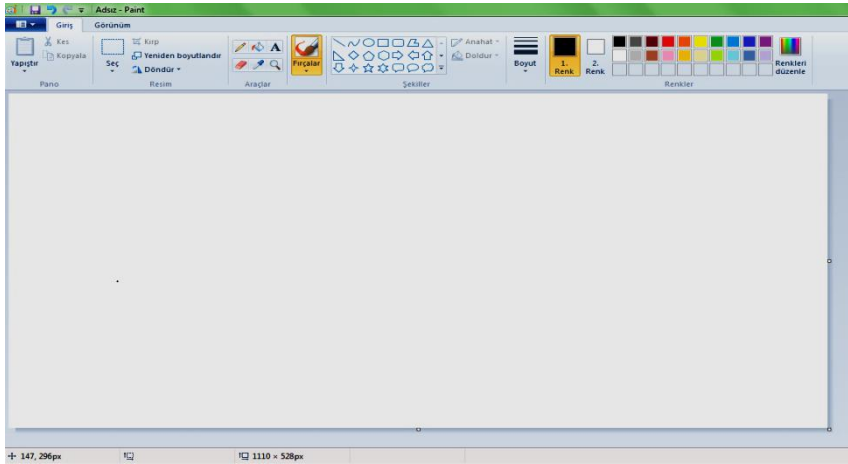 Adsız - Paint
Giriş Görünüm
Kes Kırp Anahat
Kopyala Yeniden boyutlandır Doldur
Yapıştır Seç Döndür Fırçalar Boyut 1. Renk 2. Renk Renkleri düzenle
Pano Resim Araçlar Şekiller Renkler
147, 296px 1110 × 528px